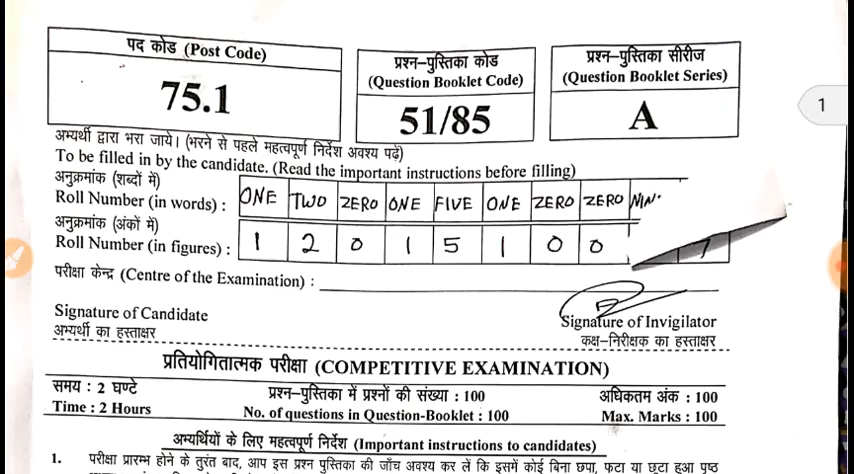 पद कोड (Post Code)
75.1
प्रश्न–पुस्तिका कोड
(Question Booklet Code)
51/85
प्रश्न–पुस्तिका सीरीज
(Question Booklet Series)
A
1
अभ्यर्थी द्वारा भरा जाये। (भरने से पहले महत्वपूर्ण निर्देश अवश्य पढ़ें)
To be filled in by the candidate. (Read the important instructions before filling)
अनुक्रमांक (शब्दों में)
Roll Number (in words) : ONE TWO ZERO ONE FIVE ONE ZERO ZERO
अनुक्रमांक (अंकों में)
Roll Number (in figures) : 1 2 0 1 5 1 0 0
परीक्षा केन्द्र (Centre of the Examination) :
Signature of Candidate
अभ्यर्थी का हस्ताक्षर
Signature of Invigilator
कक्ष–निरीक्षक का हस्ताक्षर
प्रतियोगितात्मक परीक्षा (COMPETITIVE EXAMINATION)
समय : 2 घण्टे
Time : 2 Hours
प्रश्न–पुस्तिका में प्रश्नों की संख्या : 100
No. of questions in Question-Booklet : 100
अधिकतम अंक : 100
Max. Marks : 100
अभ्यर्थियों के लिए महत्वपूर्ण निर्देश (Important instructions to candidates)
1. परीक्षा प्रारम्भ होने के तुरंत बाद, आप इस प्रश्न पुस्तिका की जाँच अवश्य कर लें कि इसमें कोई बिना छपा, फटा या छूटा हुआ पृष्ठ